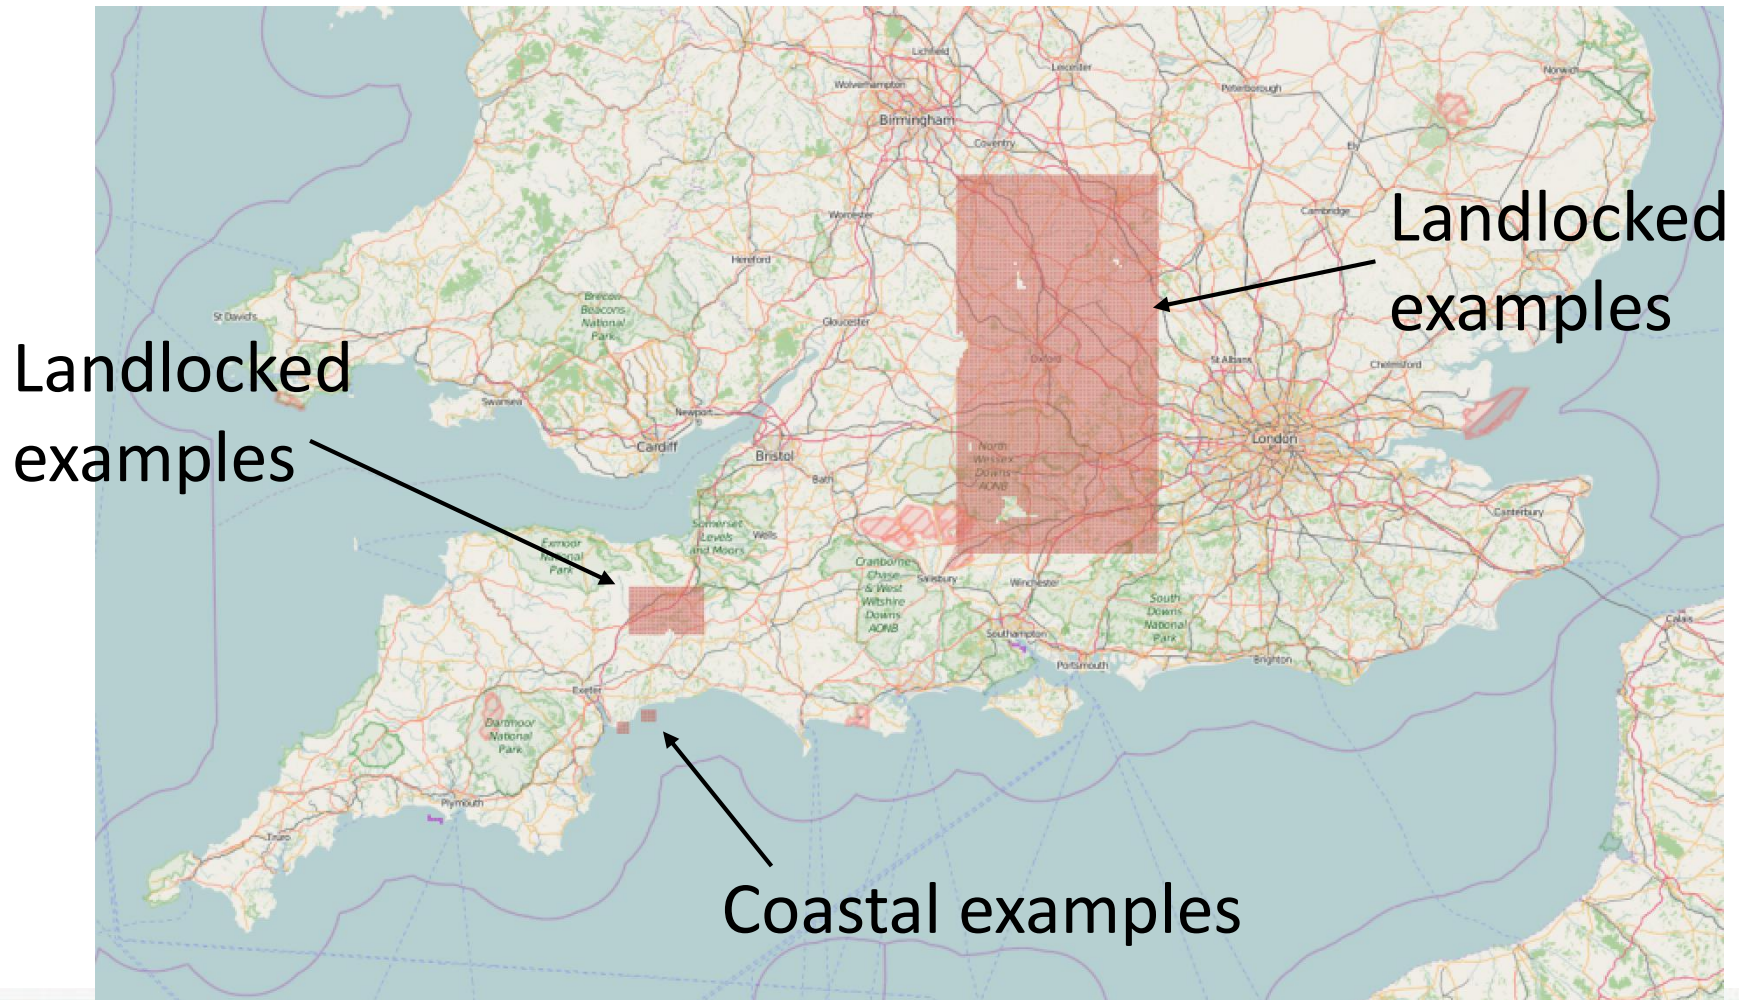 Lichfield
Leicester
Norwich
Wolverhampton
Peterborough
Birmingham
Coventry
Ely
Landlocked
examples
Worcester
Cambridge
Hereford
Brecon
Beacons
National
Park
St David's
Gloucester
Landlocked
examples
Oxford
St Albans
Chelmsford
Swansea
Newport
Cardiff
Bristol
London
North
Wessex
Downs
AONB
Bath
Canterbury
Somerset
Levels
and Moors
Wells
Exmoor
National
Park
Cranborne
Chase
& West
Wiltshire
Downs
AONB
Salisbury
Winchester
South
Downs
National
Park
Calais
Southampton
Portsmouth
Brighton
Exeter
Dartmoor
National
Park
Plymouth
Truro
Coastal examples